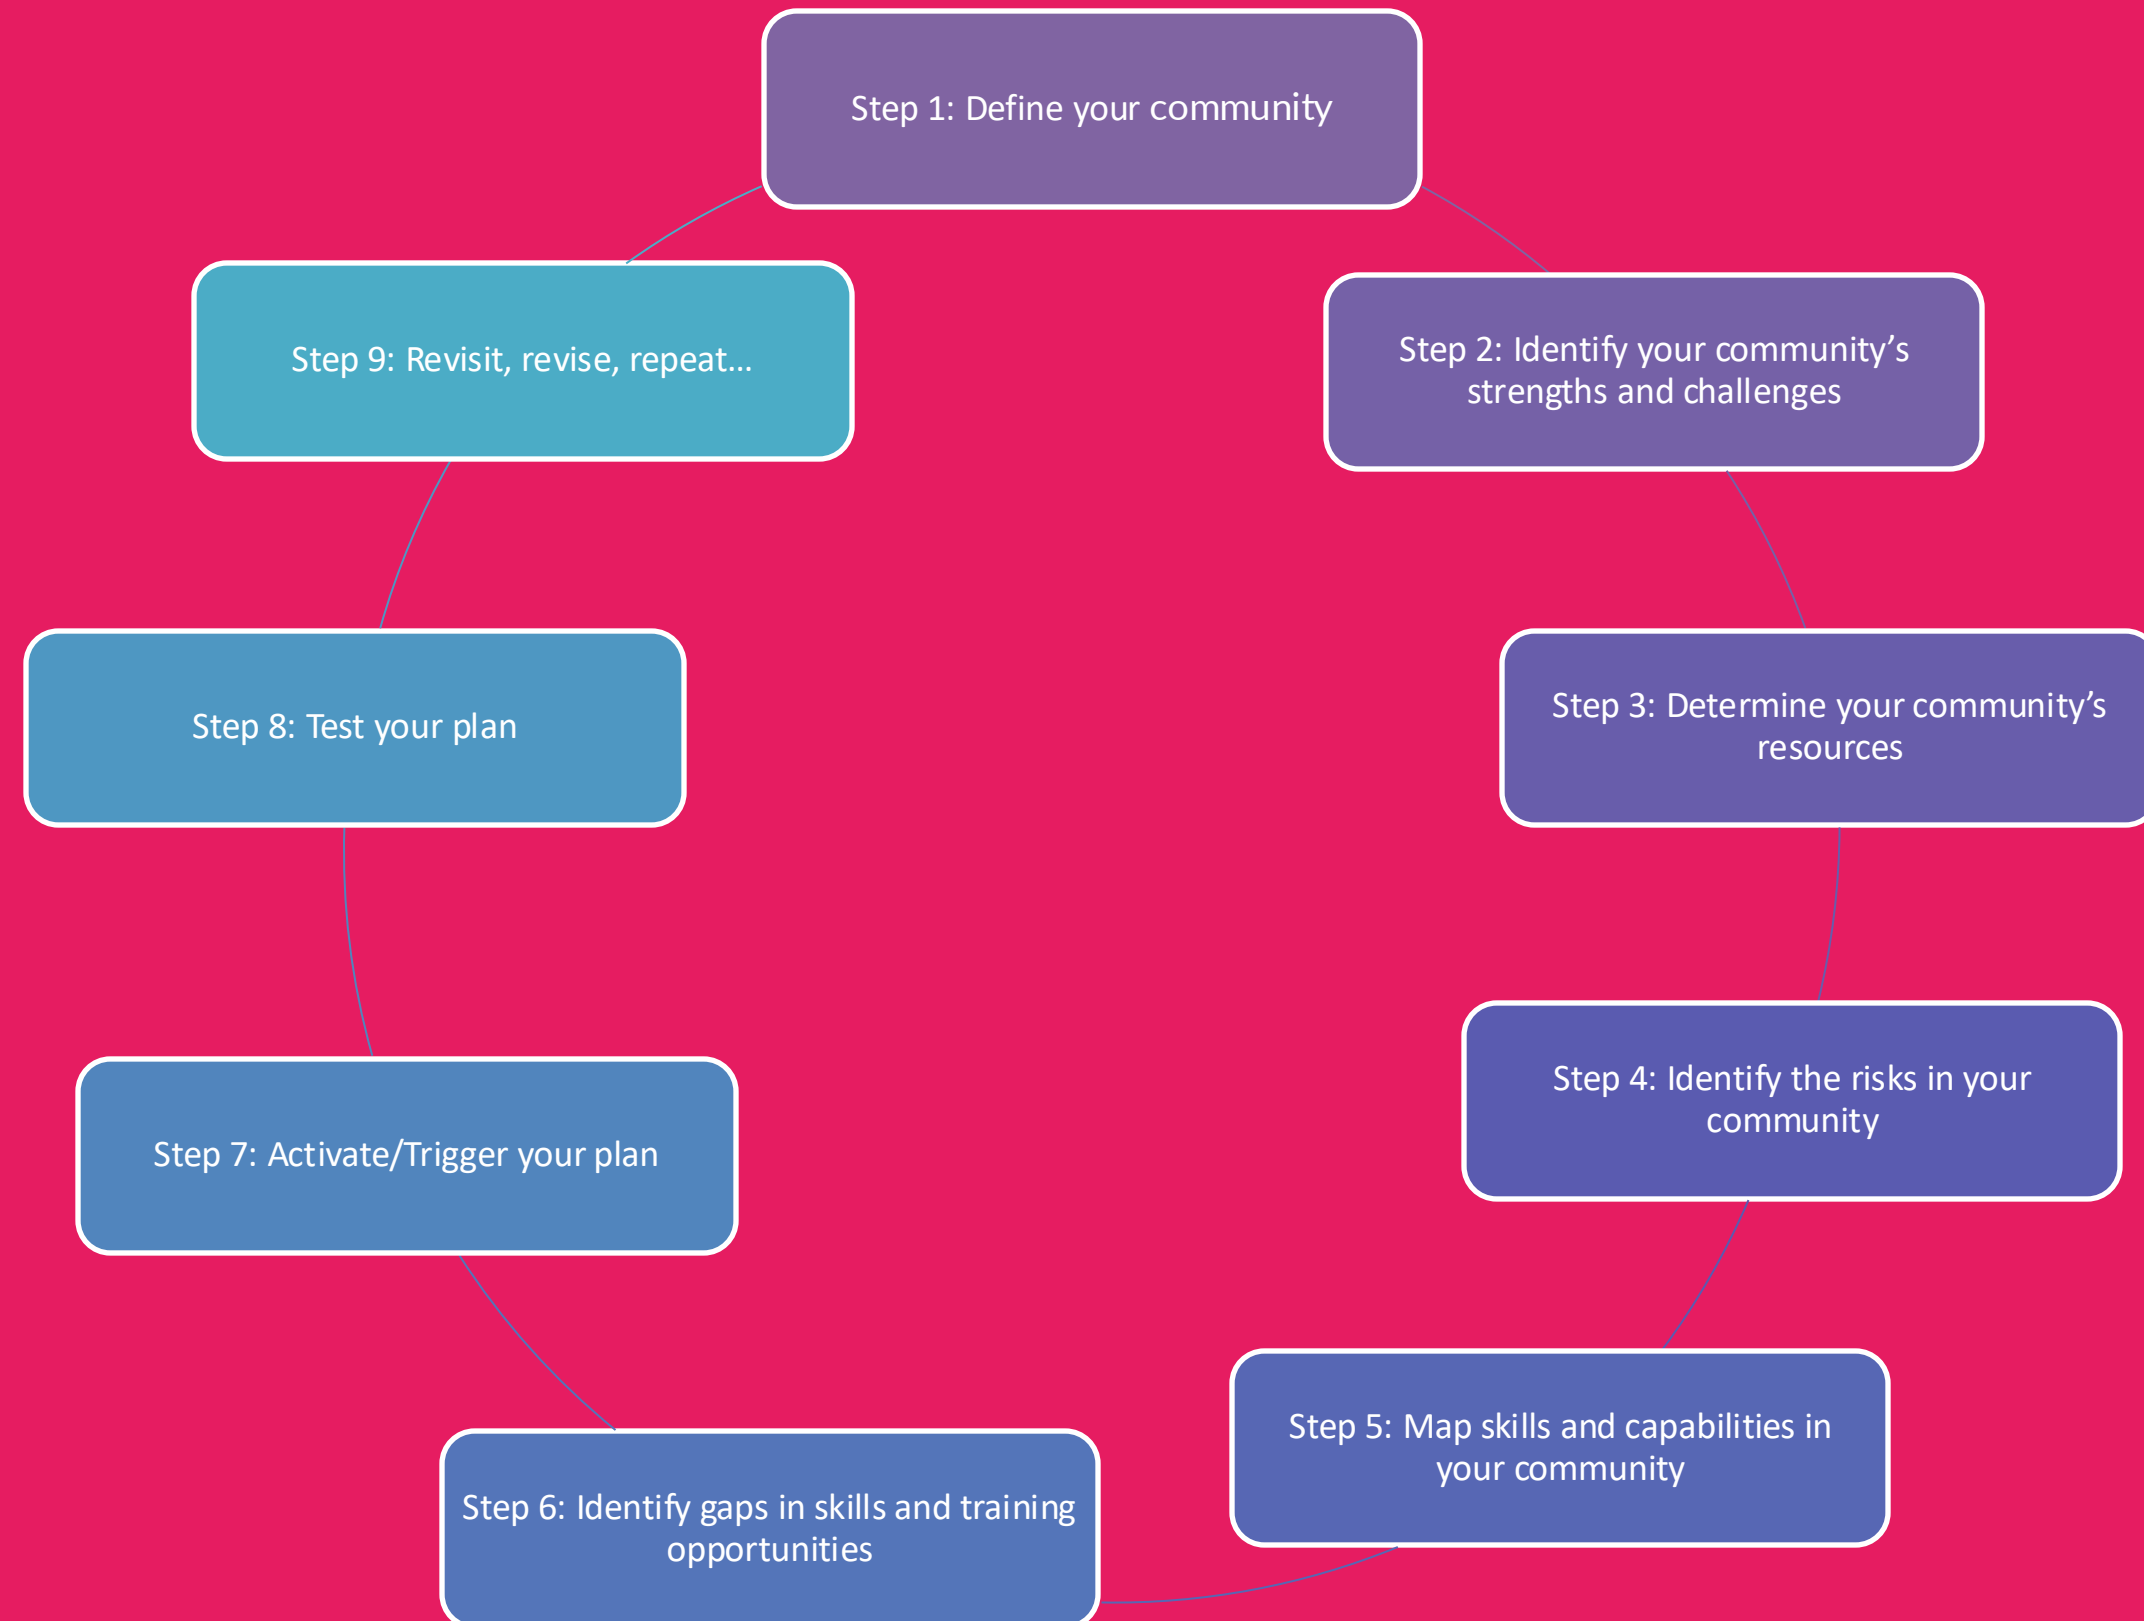 Step 1: Define your community
Step 2: Identify your community’s
strengths and challenges
Step 3: Determine your community’s
resources
Step 4: Identify the risks in your
community
Step 5: Map skills and capabilities in
your community
Step 6: Identify gaps in skills and training
opportunities
Step 7: Activate/Trigger your plan
Step 8: Test your plan
Step 9: Revisit, revise, repeat…